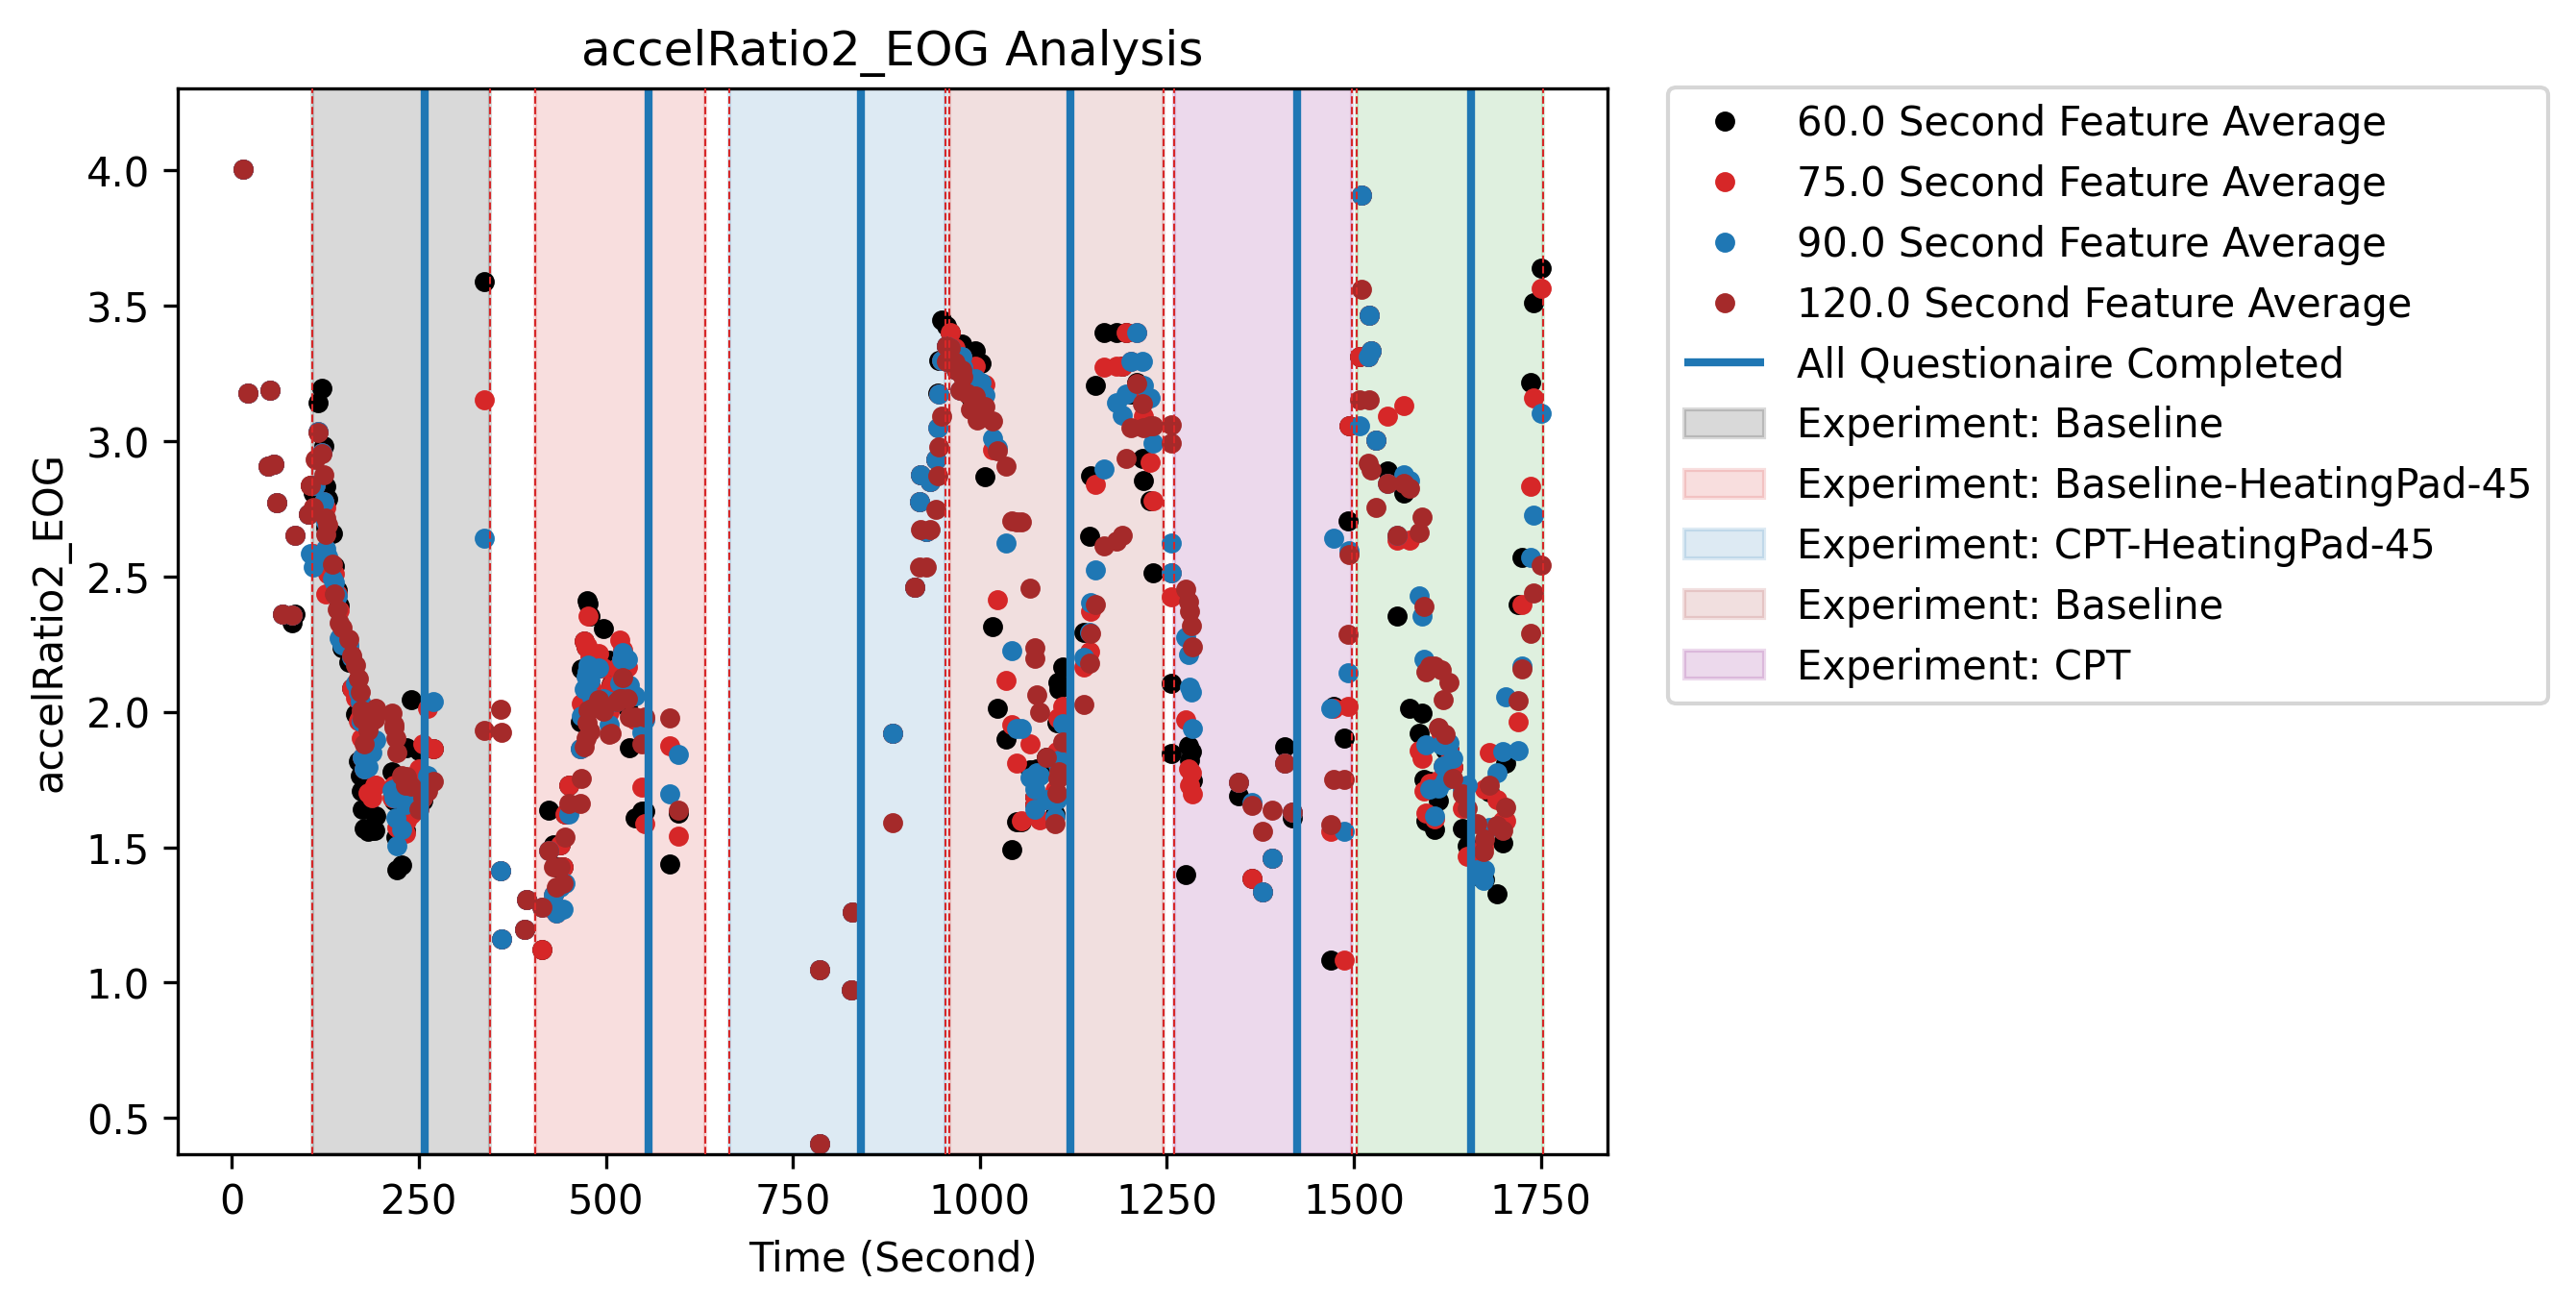 accelRatio2_EOG Analysis
accelRatio2_EOG
4.0
3.5
3.0
2.5
2.0
1.5
1.0
0.5
0 250 500 750 1000 1250 1500 1750
Time (Second)
60.0 Second Feature Average
75.0 Second Feature Average
90.0 Second Feature Average
120.0 Second Feature Average
All Questionaire Completed
Experiment: Baseline
Experiment: Baseline-HeatingPad-45
Experiment: CPT-HeatingPad-45
Experiment: Baseline
Experiment: CPT